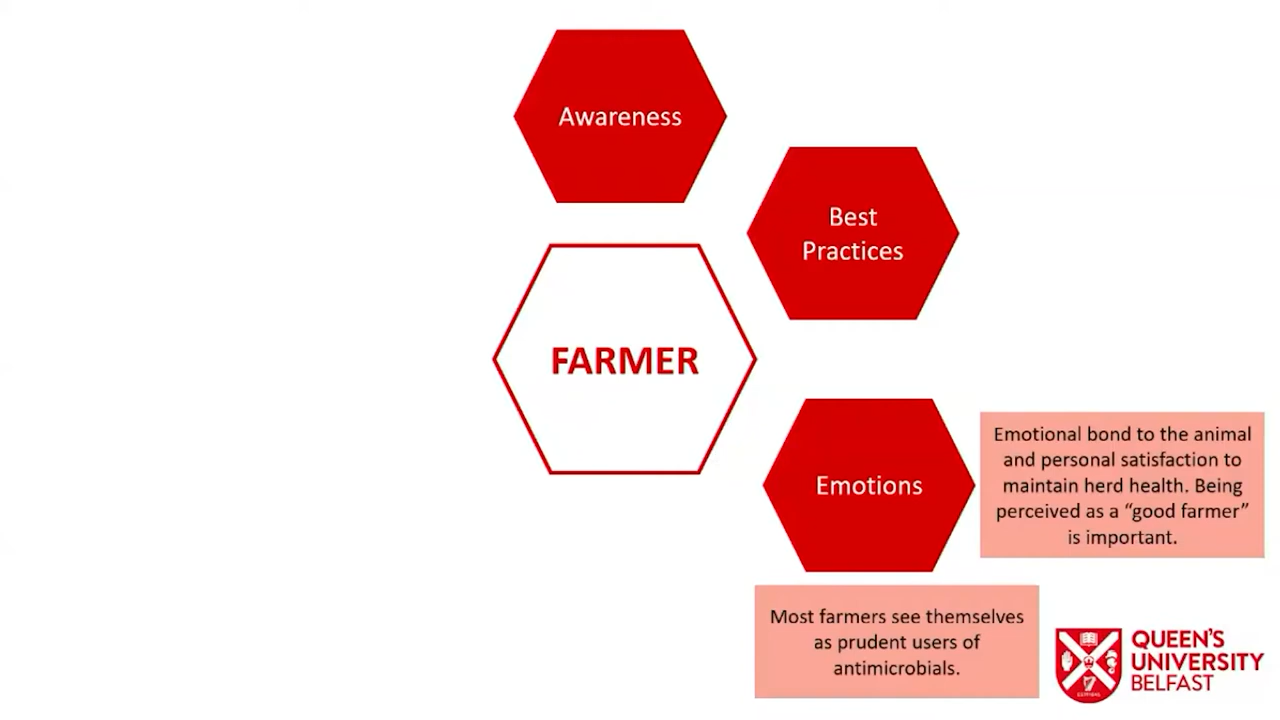 Awareness
Best
Practices
FARMER
Emotions
Emotional bond to the animal
and personal satisfaction to
maintain herd health. Being
perceived as a “good farmer”
is important.
Most farmers see themselves
as prudent users of
antimicrobials.
QUEEN'S
UNIVERSITY
BELFAST